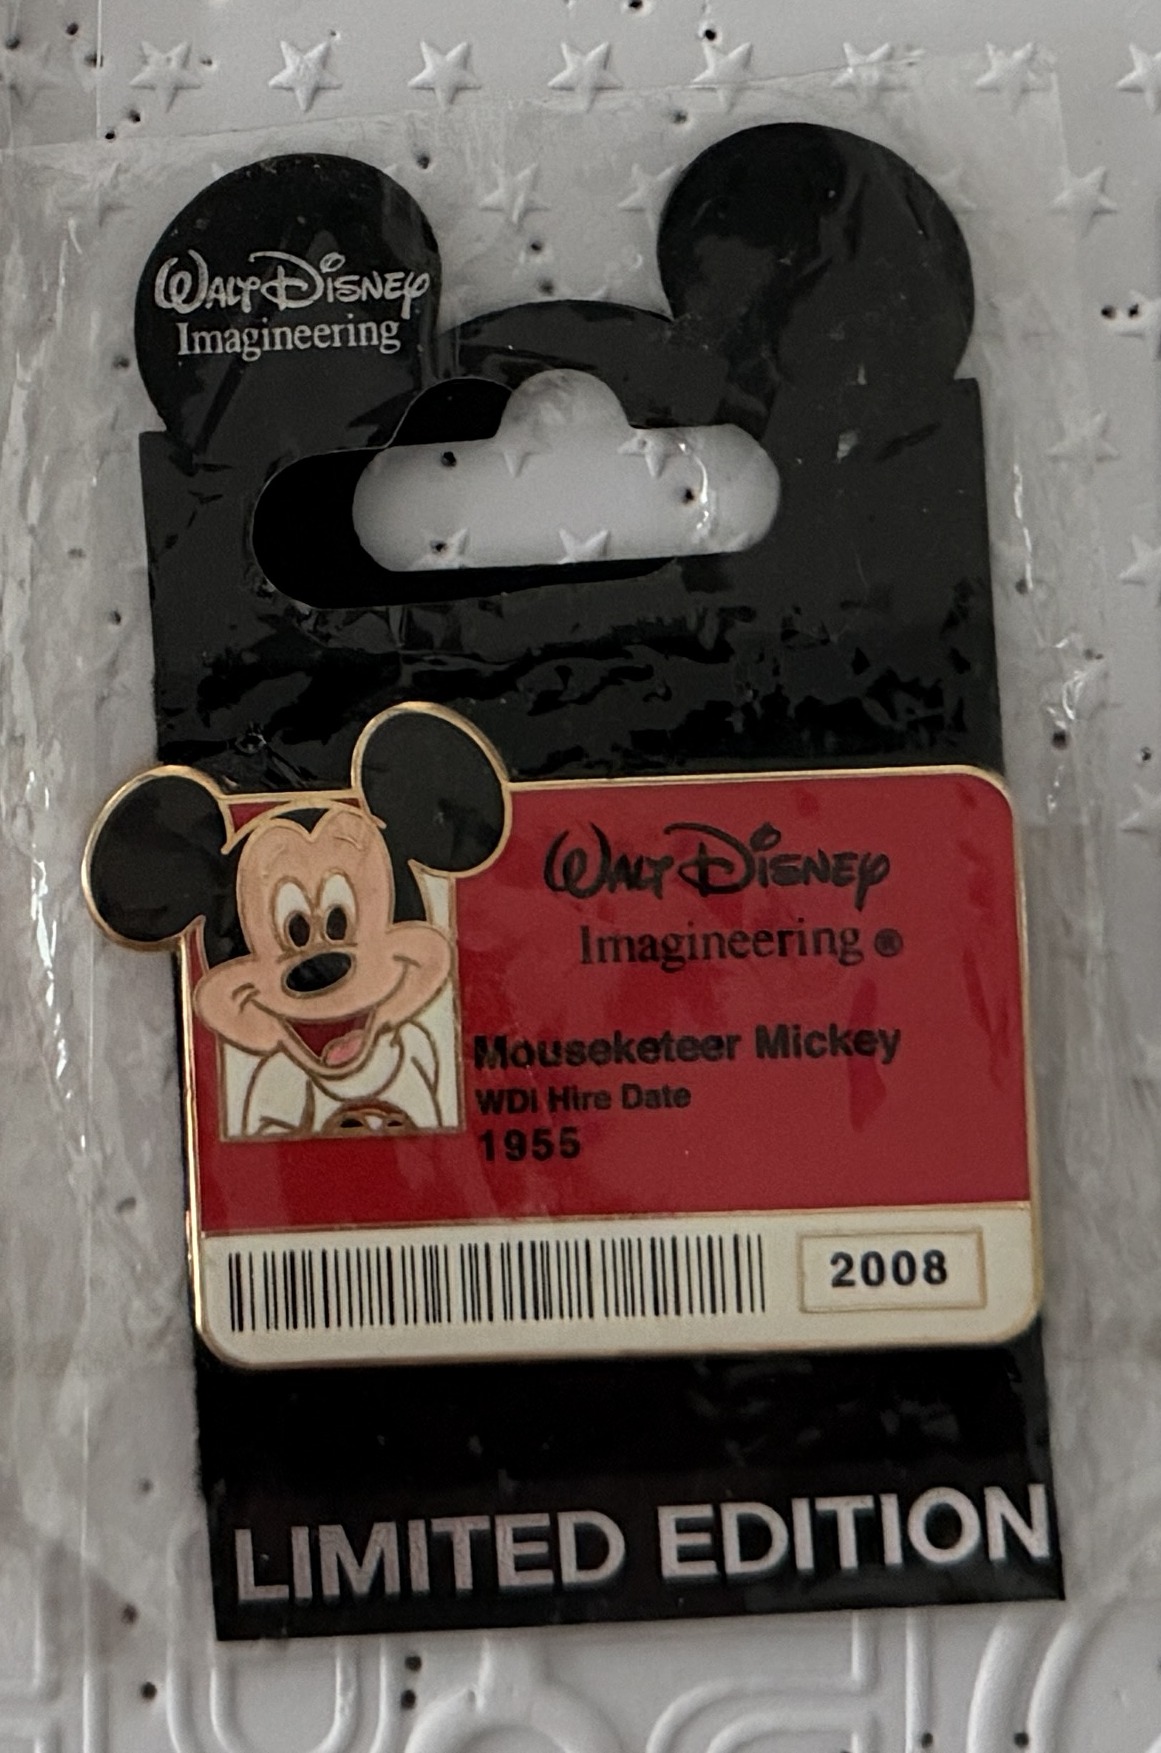 Walt Disney
Imagineering
Walt Disney
Imagineering ®
Mouseketeer Mickey
WDI Hire Date
1955
2008
LIMITED EDITION